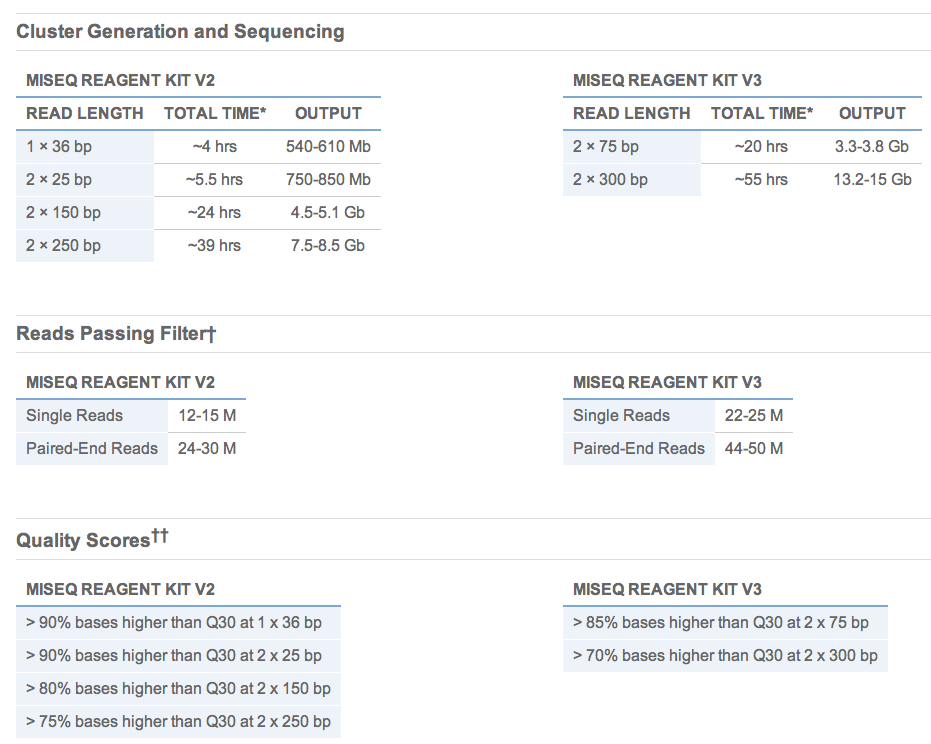 Cluster Generation and Sequencing
MISEQ REAGENT KIT V2
READ LENGTH TOTAL TIME* OUTPUT
1 × 36 bp ~4 hrs 540-610 Mb
2 × 25 bp ~5.5 hrs 750-850 Mb
2 × 150 bp ~24 hrs 4.5-5.1 Gb
2 × 250 bp ~39 hrs 7.5-8.5 Gb
MISEQ REAGENT KIT V3
READ LENGTH TOTAL TIME* OUTPUT
2 × 75 bp ~20 hrs 3.3-3.8 Gb
2 × 300 bp ~55 hrs 13.2-15 Gb
Reads Passing Filter†
MISEQ REAGENT KIT V2
Single Reads 12-15 M
Paired-End Reads 24-30 M
MISEQ REAGENT KIT V3
Single Reads 22-25 M
Paired-End Reads 44-50 M
Quality Scores††
MISEQ REAGENT KIT V2
> 90% bases higher than Q30 at 1 x 36 bp
> 90% bases higher than Q30 at 2 x 25 bp
> 80% bases higher than Q30 at 2 x 150 bp
> 75% bases higher than Q30 at 2 x 250 bp
MISEQ REAGENT KIT V3
> 85% bases higher than Q30 at 2 x 75 bp
> 70% bases higher than Q30 at 2 x 300 bp